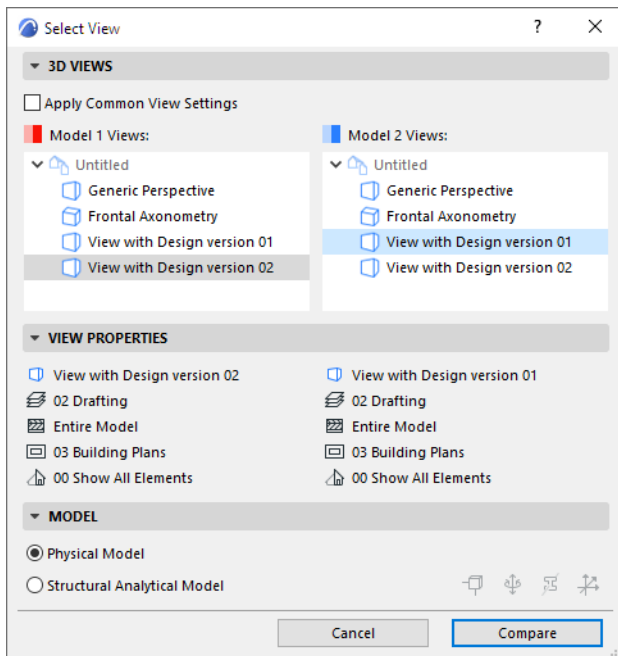 Select View
?
3D VIEWS
Apply Common View Settings
Model 1 Views:
Model 2 Views:
Untitled
Generic Perspective
Frontal Axonometry
View with Design version 01
View with Design version 02
Untitled
Generic Perspective
Frontal Axonometry
View with Design version 01
View with Design version 02
VIEW PROPERTIES
View with Design version 02
02 Drafting
Entire Model
03 Building Plans
00 Show All Elements
View with Design version 01
02 Drafting
Entire Model
03 Building Plans
00 Show All Elements
MODEL
Physical Model
Structural Analytical Model
Cancel
Compare